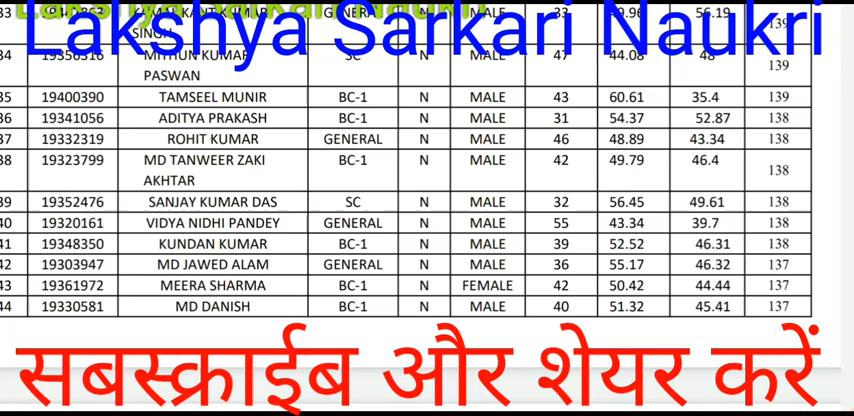 Lakshya Sarkari Naukri
33 GENERAL N MALE 33 56.19 139
SINGH
34 19356316 MITHUN KUMAR SC N MALE 47 44.08 48 139
PASWAN
35 19400390 TAMSEEL MUNIR BC-1 N MALE 43 60.61 35.4 139
36 19341056 ADITYA PRAKASH BC-1 N MALE 31 54.37 52.87 138
37 19332319 ROHIT KUMAR GENERAL N MALE 46 48.89 43.34 138
38 19323799 MD TANWEER ZAKI BC-1 N MALE 42 49.79 46.4 138
AKHTAR
39 19352476 SANJAY KUMAR DAS SC N MALE 32 56.45 49.61 138
40 19320161 VIDYA NIDHI PANDEY GENERAL N MALE 55 43.34 39.7 138
41 19348350 KUNDAN KUMAR BC-1 N MALE 39 52.52 46.31 138
42 19303947 MD JAWED ALAM GENERAL N MALE 36 55.17 46.32 137
43 19361972 MEERA SHARMA BC-1 N FEMALE 42 50.42 44.44 137
44 19330581 MD DANISH BC-1 N MALE 40 51.32 45.41 137
सबस्क्राईब और शेयर करें